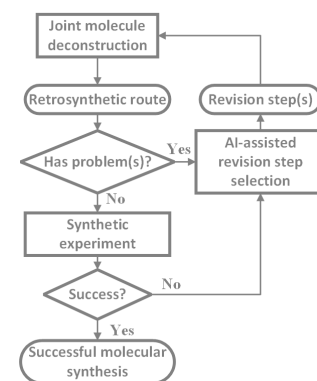 Joint molecule
deconstruction
Retrosynthetic route
Revision step(s)
Has problem(s)?
Yes
AI-assisted
revision step
selection
No
Synthetic
experiment
Success?
No
Yes
Successful molecular
synthesis